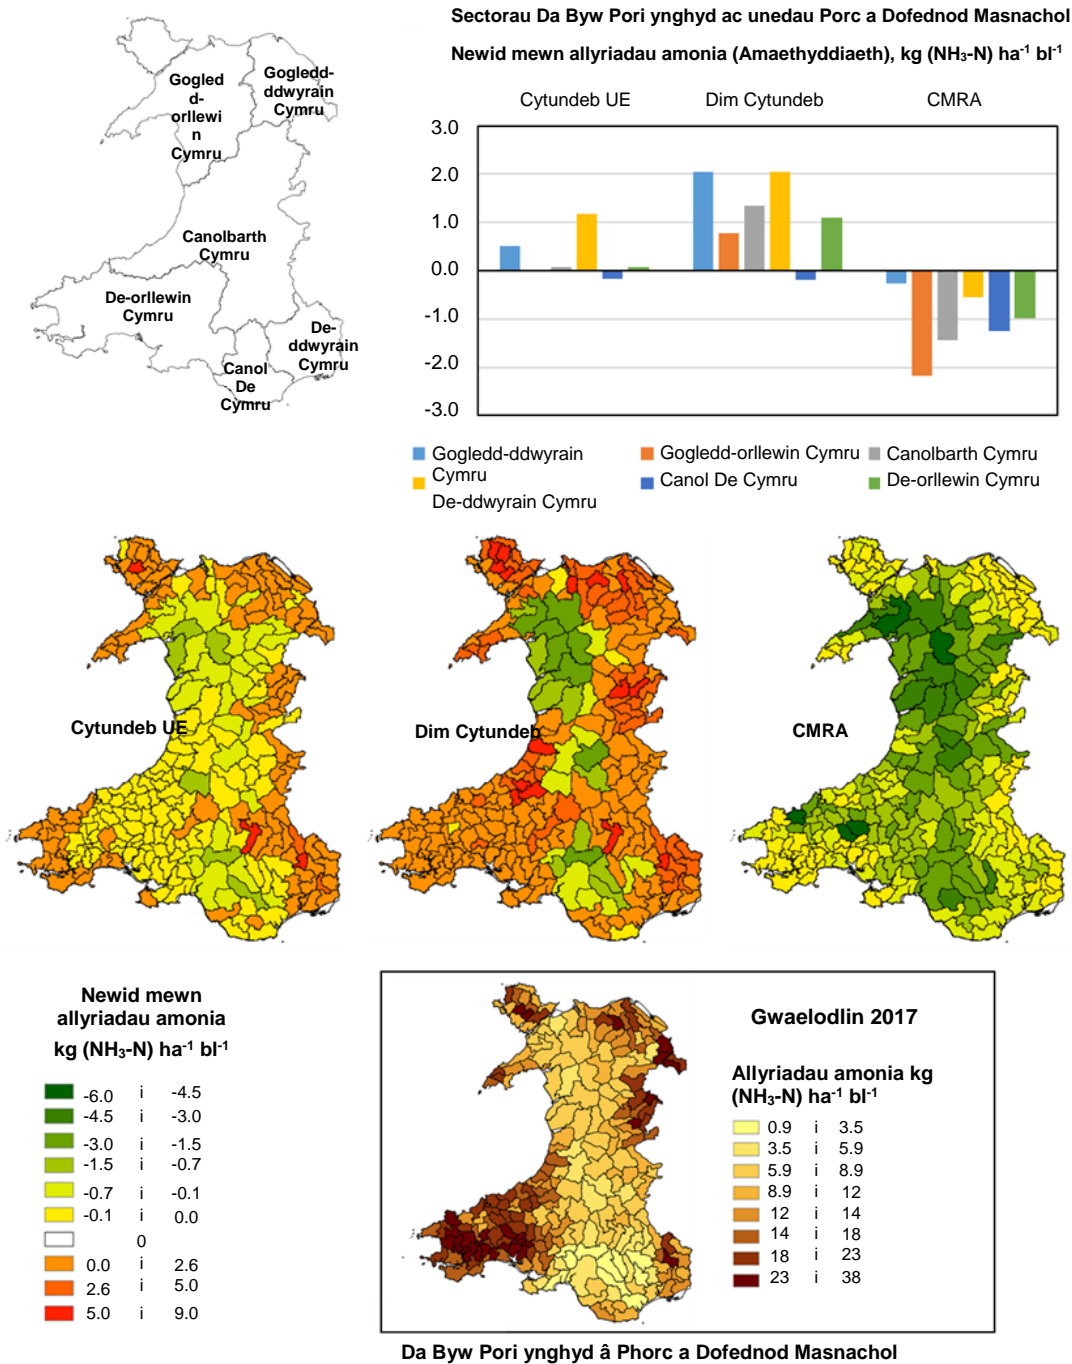 Sectorau Da Byw Pori ynghyd ac unedau Porc a Dofednod Masnachol
Newid mewn allyriadau amonia (Amaethyddiaeth), kg (NH₃-N) ha⁻¹ bl⁻¹
Gogled
d-
orllewi
n
Cymru
Gogledd-
ddwyrain
Cymru
Canolbarth
Cymru
De-orllewin
Cymru
De-
ddwyrain
Cymru
Canol
De
Cymru
Cytundeb UE
Dim Cytundeb
CMRA
3.0
2.0
1.0
0.0
-1.0
-2.0
-3.0
Gogledd-ddwyrain
Cymru
Gogledd-orllewin Cymru
Canolbarth Cymru
De-ddwyrain Cymru
Canol De Cymru
De-orllewin Cymru
Cytundeb UE
Dim Cytundeb
CMRA
Newid mewn
allyriadau amonia
kg (NH₃-N) ha⁻¹ bl⁻¹
-6.0 i -4.5
-4.5 i -3.0
-3.0 i -1.5
-1.5 i -0.7
-0.7 i -0.1
-0.1 i 0.0
0
0.0 i 2.6
2.6 i 5.0
5.0 i 9.0
Gwaelodlin 2017
Allyriadau amonia kg
(NH₃-N) ha⁻¹ bl⁻¹
0.9 i 3.5
3.5 i 5.9
5.9 i 8.9
8.9 i 12
12 i 14
14 i 18
18 i 23
23 i 38
Da Byw Pori ynghyd â Phorc a Dofednod Masnachol